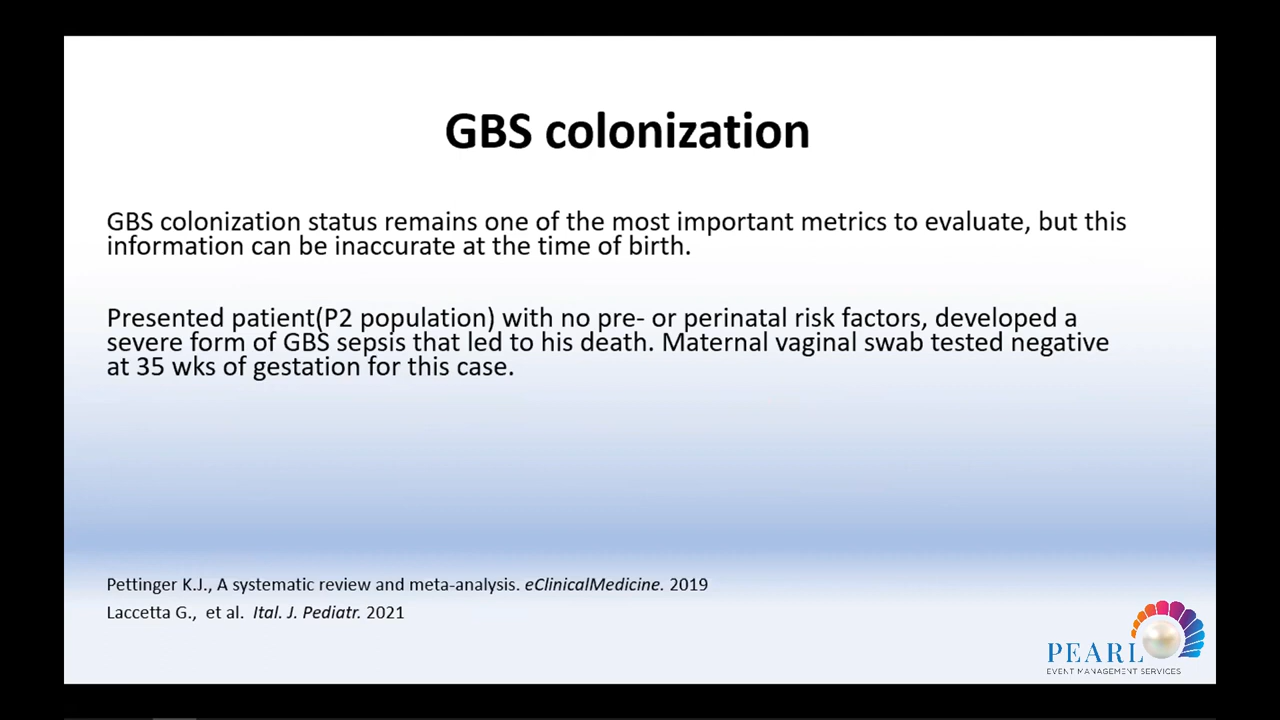 GBS colonization
GBS colonization status remains one of the most important metrics to evaluate, but this
information can be inaccurate at the time of birth.
Presented patient(P2 population) with no pre- or perinatal risk factors, developed a
severe form of GBS sepsis that led to his death. Maternal vaginal swab tested negative
at 35 wks of gestation for this case.
Pettinger K.J., A systematic review and meta-analysis. eClinicalMedicine. 2019
Laccetta G., et al. Ital. J. Pediatr. 2021
PEARL
EVENT MANAGEMENT SERVICES